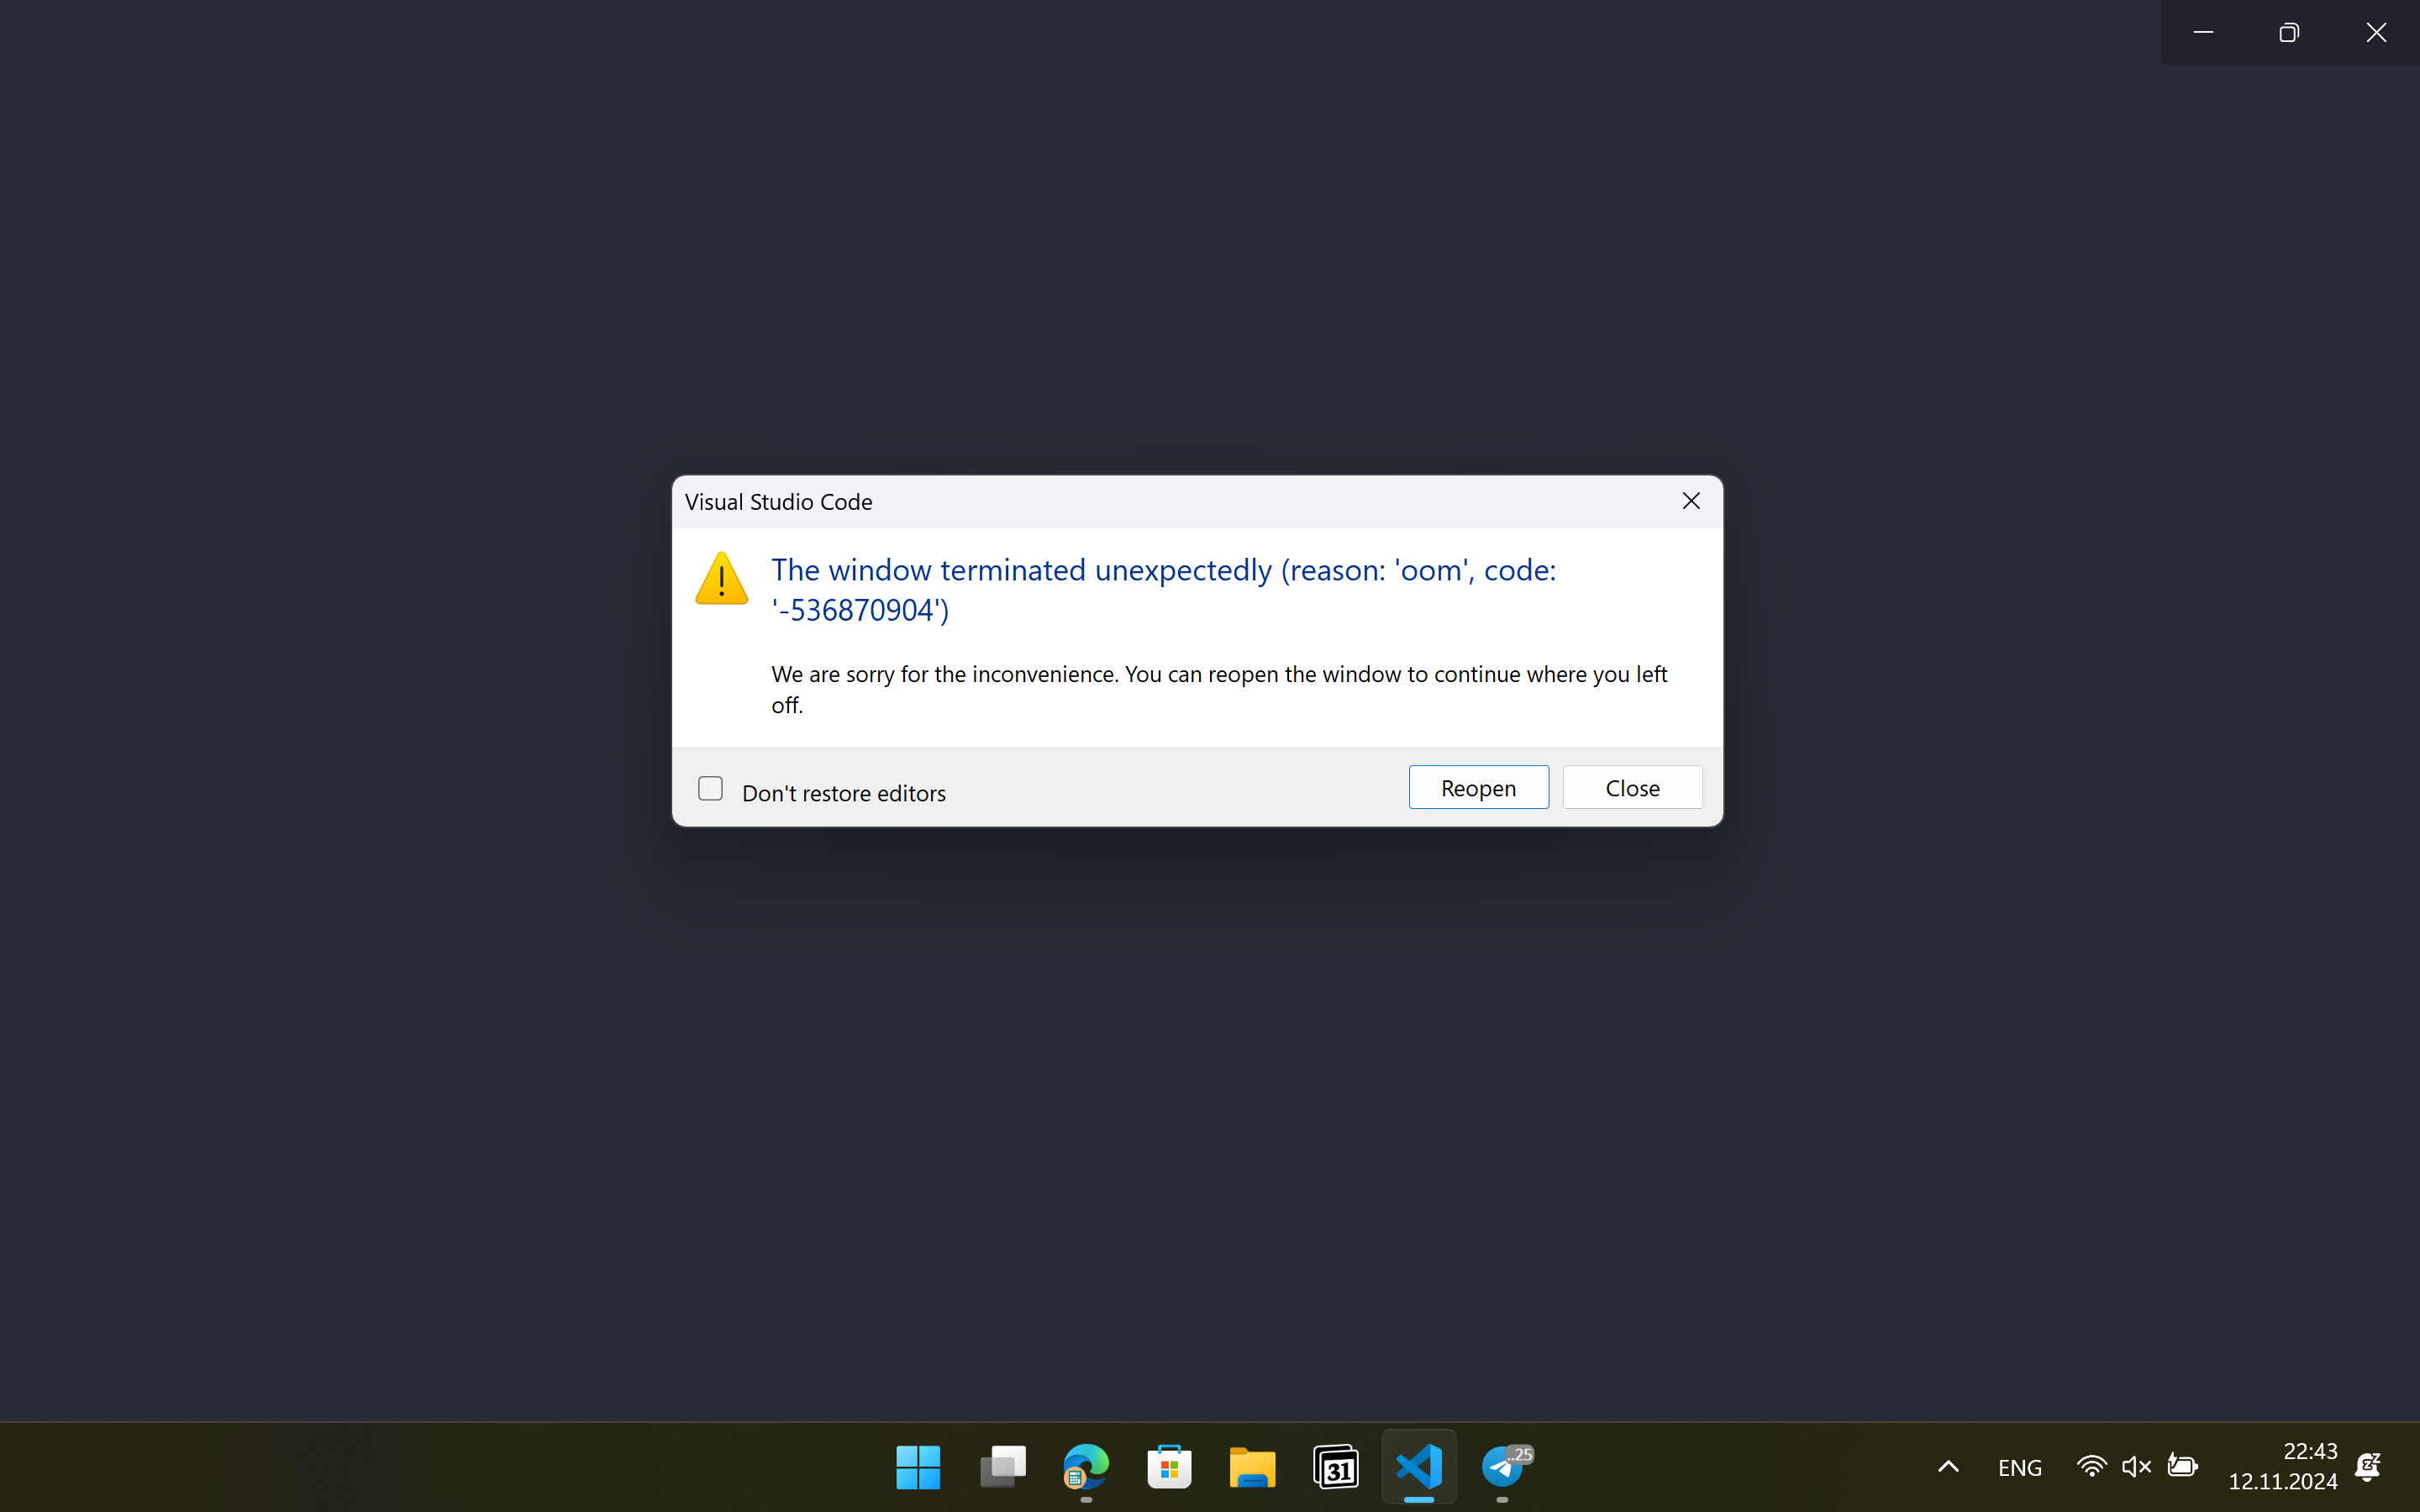 Visual Studio Code
The window terminated unexpectedly (reason: 'oom', code:
'-536870904')
We are sorry for the inconvenience. You can reopen the window to continue where you left
off.
Don't restore editors
Reopen
Close
31
..25
ENG
22:43
12.11.2024